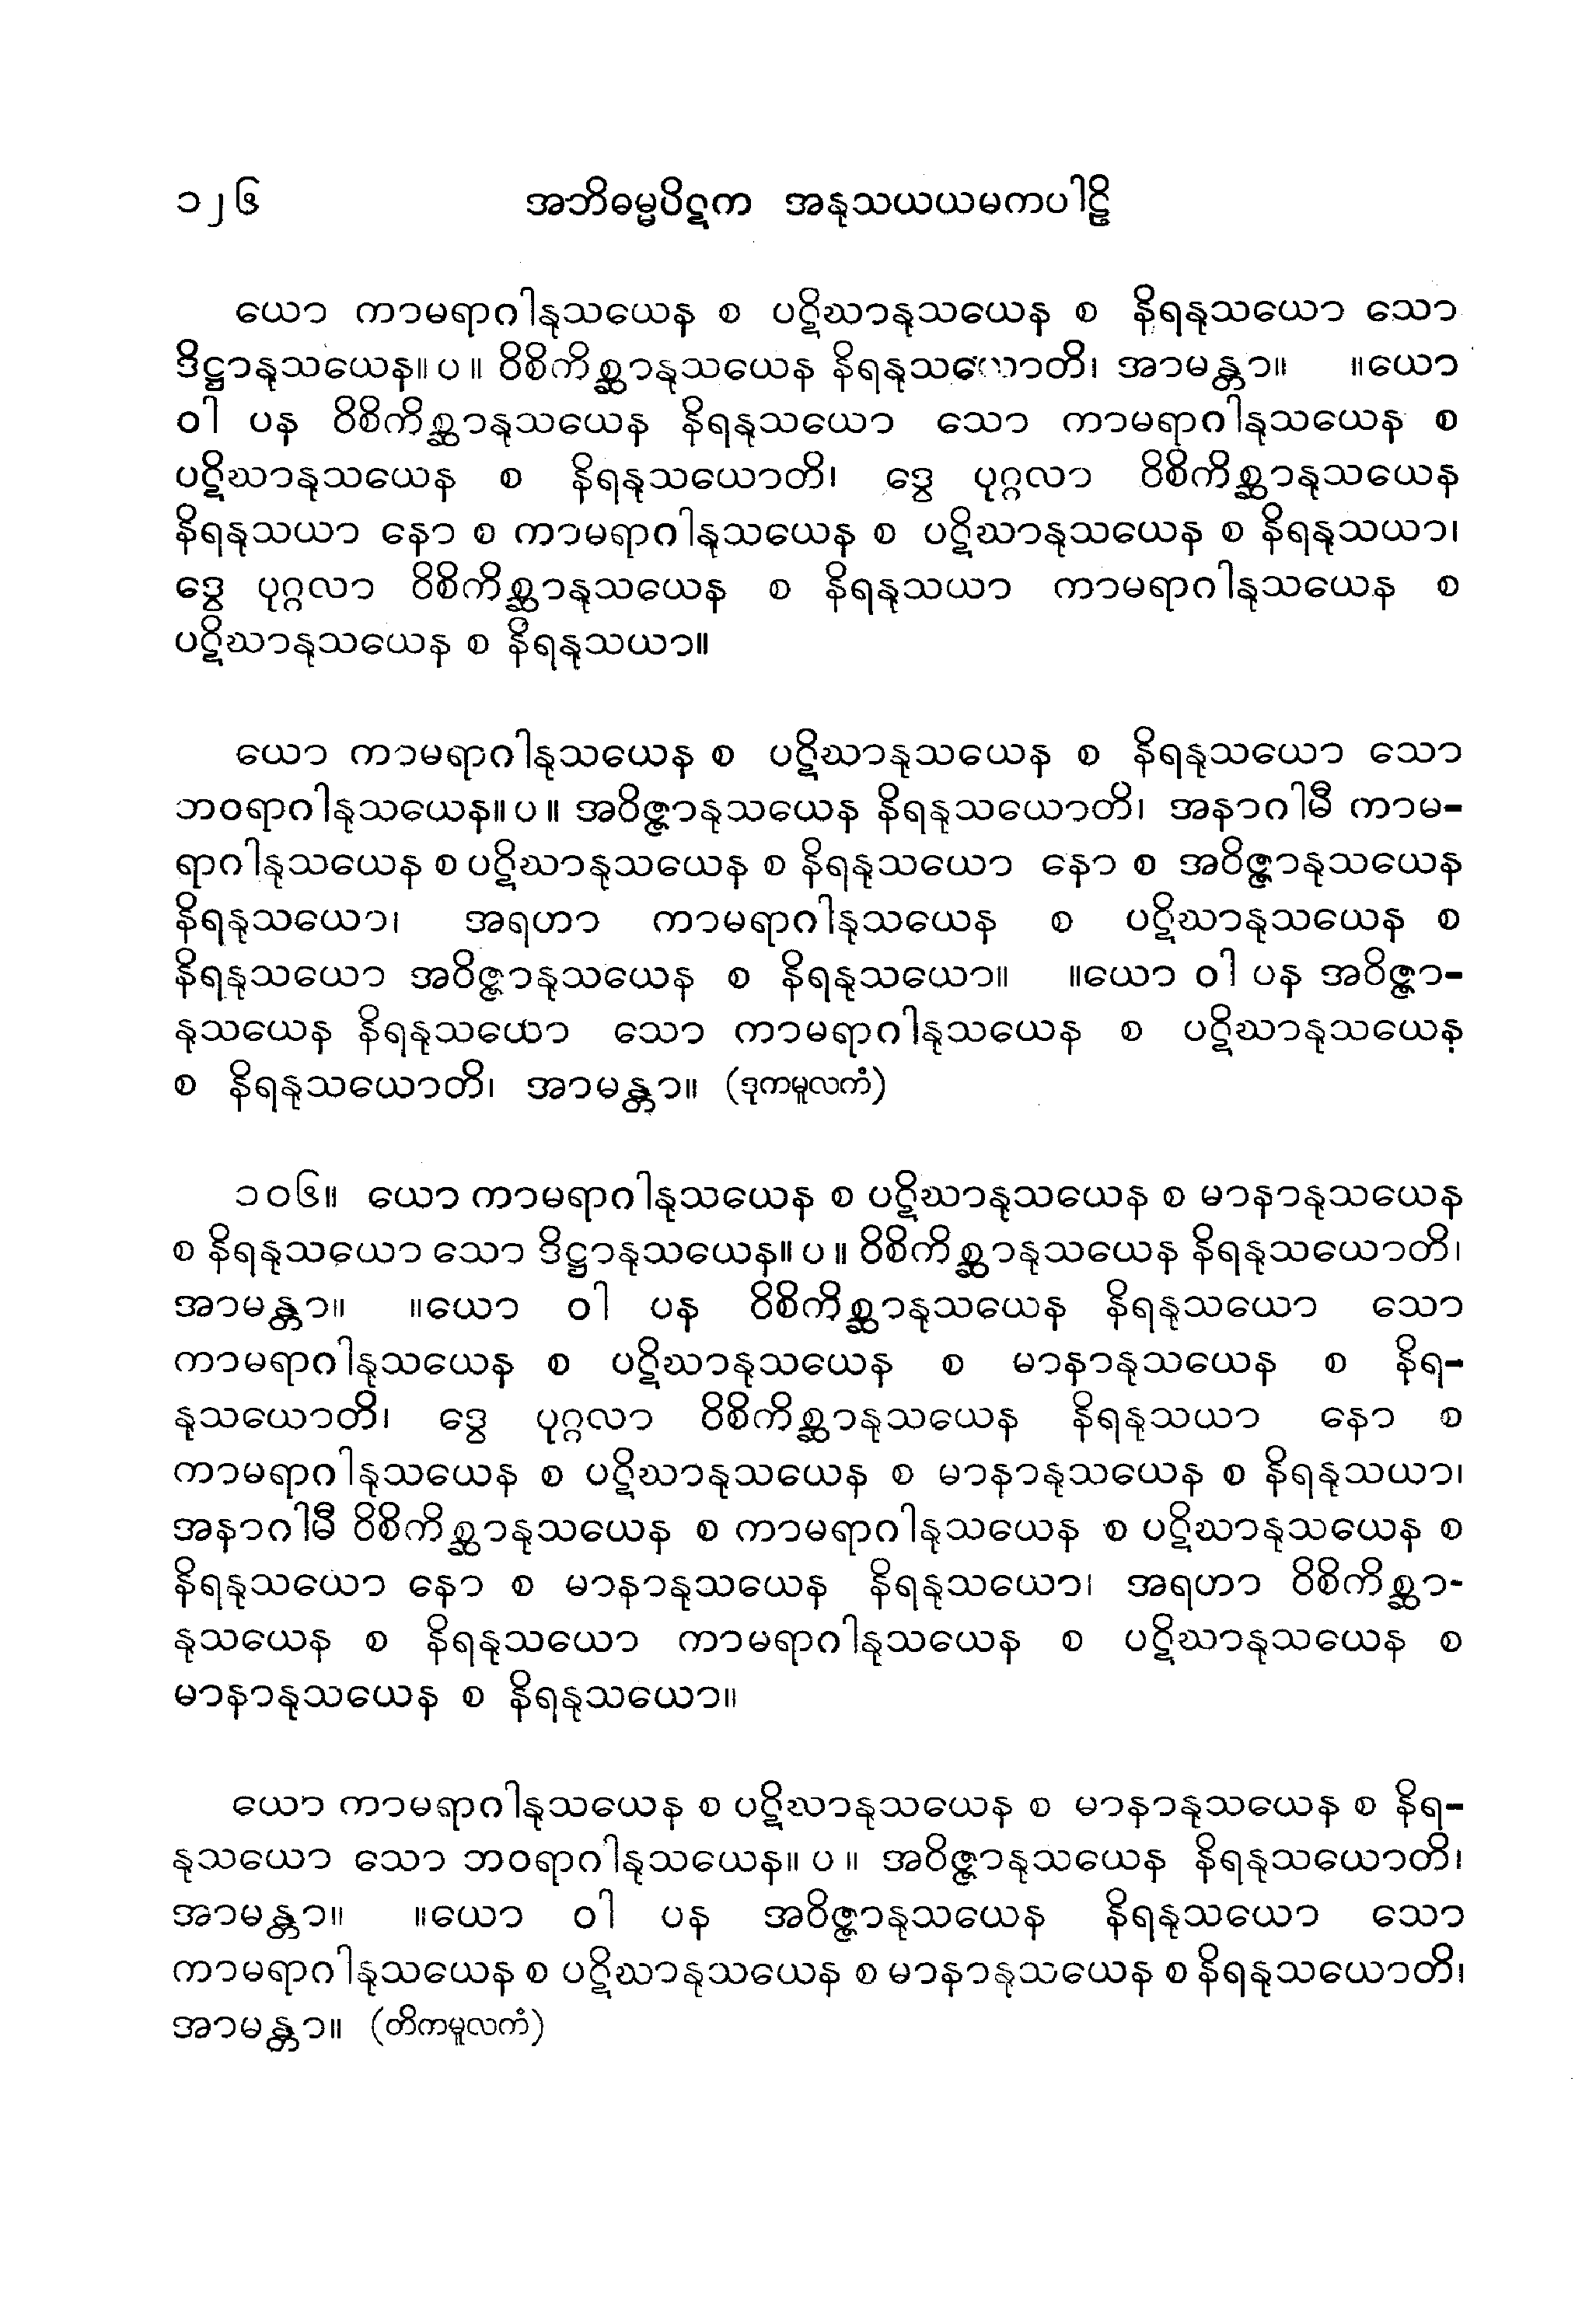 ၁၂၆ အဘိဓမ္မပိဋက အနုသယယမကပါဠိ
ယော ကာမရာဂါနုသယေန စ ပဋိဃာနုသယေန စ နိရနုသယော သော
ဒိဋ္ဌာနုသယေန။ပ။ ဝိစိကိစ္ဆာနုသယေန နိရနုသယောတိ၊ အာမန္တာ။ ။ယော
ဝါ ပန ဝိစိကိစ္ဆာနုသယေန နိရနုသယော သော ကာမရာဂါနုသယေန စ
ပဋိဃာနုသယေန စ နိရနုသယောတိ၊ ဒွေ ပုဂ္ဂလာ ဝိစိကိစ္ဆာနုသယေန
နိရနုသယာ နော စ ကာမရာဂါနုသယေန စ ပဋိဃာနုသယေန စ နိရနုသယာ၊
ဒွေ ပုဂ္ဂလာ ဝိစိကိစ္ဆာနုသယေန စ နိရနုသယာ ကာမရာဂါနုသယေန စ
ပဋိဃာနုသယေန စ နိရနုသယာ။
ယော ကာမရာဂါနုသယေန စ ပဋိဃာနုသယေန စ နိရနုသယော သော
ဘဝရာဂါနုသယေန။ပ။ အဝိဇ္ဇာနုသယေန နိရနုသယောတိ၊ အနာဂါမီ ကာမ-
ရာဂါနုသယေန စ ပဋိဃာနုသယေန စ နိရနုသယော နော စ အဝိဇ္ဇာနုသယေန
နိရနုသယော၊ အရဟာ ကာမရာဂါနုသယေန စ ပဋိဃာနုသယေန စ
နိရနုသယော အဝိဇ္ဇာနုသယေန စ နိရနုသယော။ ။ယော ဝါ ပန အဝိဇ္ဇာ-
နုသယေန နိရနုသယော သော ကာမရာဂါနုသယေန စ ပဋိဃာနုသယေန
စ နိရနုသယောတိ၊ အာမန္တာ။ (ဒုကမူလကံ)
၁၀၆။ ယော ကာမရာဂါနုသယေန စ ပဋိဃာနုသယေန စ မာနာနုသယေန
စ နိရနုသယော သော ဒိဋ္ဌာနုသယေန။ပ။ ဝိစိကိစ္ဆာနုသယေန နိရနုသယောတိ၊
အာမန္တာ။ ။ယော ဝါ ပန ဝိစိကိစ္ဆာနုသယေန နိရနုသယော သော
ကာမရာဂါနုသယေန စ ပဋိဃာနုသယေန စ မာနာနုသယေန စ နိရ-
နုသယောတိ၊ ဒွေ ပုဂ္ဂလာ ဝိစိကိစ္ဆာနုသယေန နိရနုသယာ နော စ
ကာမရာဂါနုသယေန စ ပဋိဃာနုသယေန စ မာနာနုသယေန စ နိရနုသယာ၊
အနာဂါမီ ဝိစိကိစ္ဆာနုသယေန စ ကာမရာဂါနုသယေန စ ပဋိဃာနုသယေန စ
နိရနုသယော နော စ မာနာနုသယေန နိရနုသယော၊ အရဟာ ဝိစိကိစ္ဆာ-
နုသယေန စ နိရနုသယော ကာမရာဂါနုသယေန စ ပဋိဃာနုသယေန စ
မာနာနုသယေန စ နိရနုသယော။
ယော ကာမရာဂါနုသယေန စ ပဋိဃာနုသယေန စ မာနာနုသယေန စ နိရ-
နုသယော သော ဘဝရာဂါနုသယေန။ပ။ အဝိဇ္ဇာနုသယေန နိရနုသယောတိ၊
အာမန္တာ။ ။ယော ဝါ ပန အဝိဇ္ဇာနုသယေန နိရနုသယော သော
ကာမရာဂါနုသယေန စ ပဋိဃာနုသယေန စ မာနာနုသယေန စ နိရနုသယောတိ၊
အာမန္တာ။ (တိကမူလကံ)